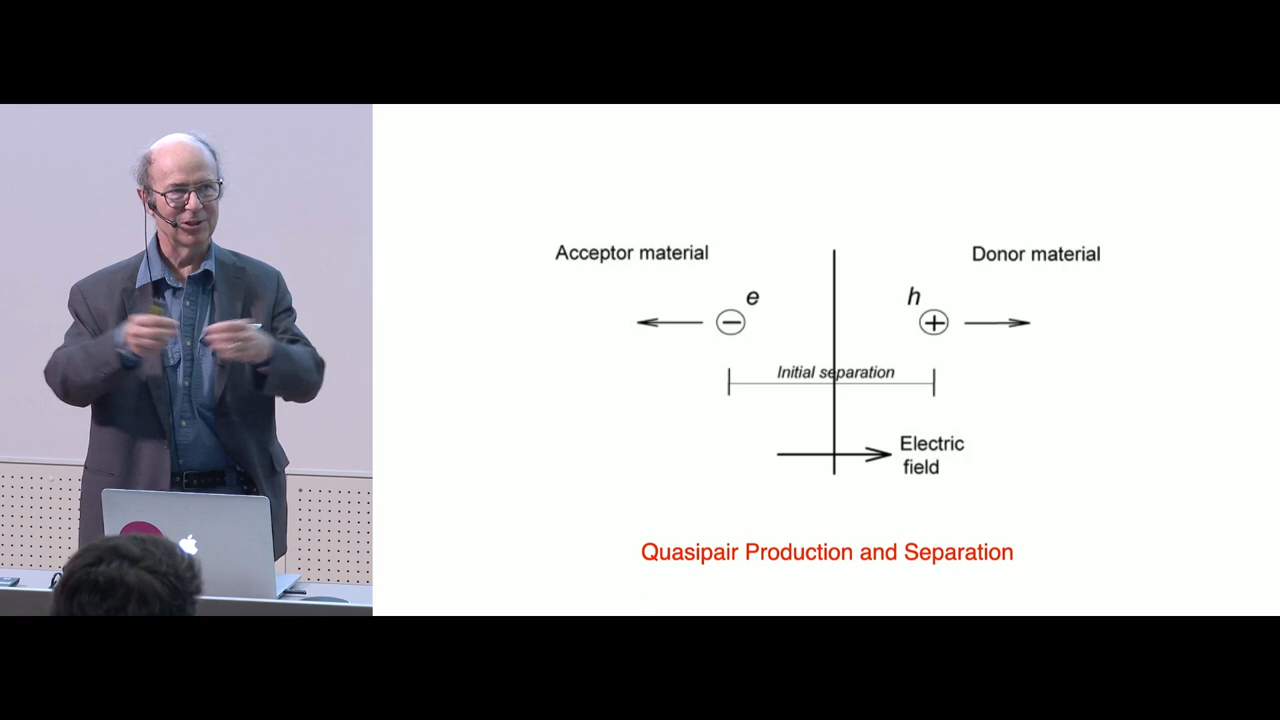 Acceptor material
Donor material
e
h
−
+
Initial separation
Electric
field
Quasipair Production and Separation